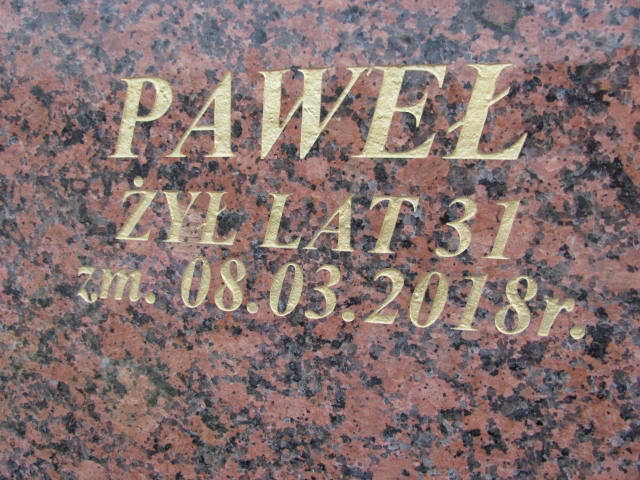 PAWEŁ
ŻYŁ LAT 31
zm. 08.03.2018r.